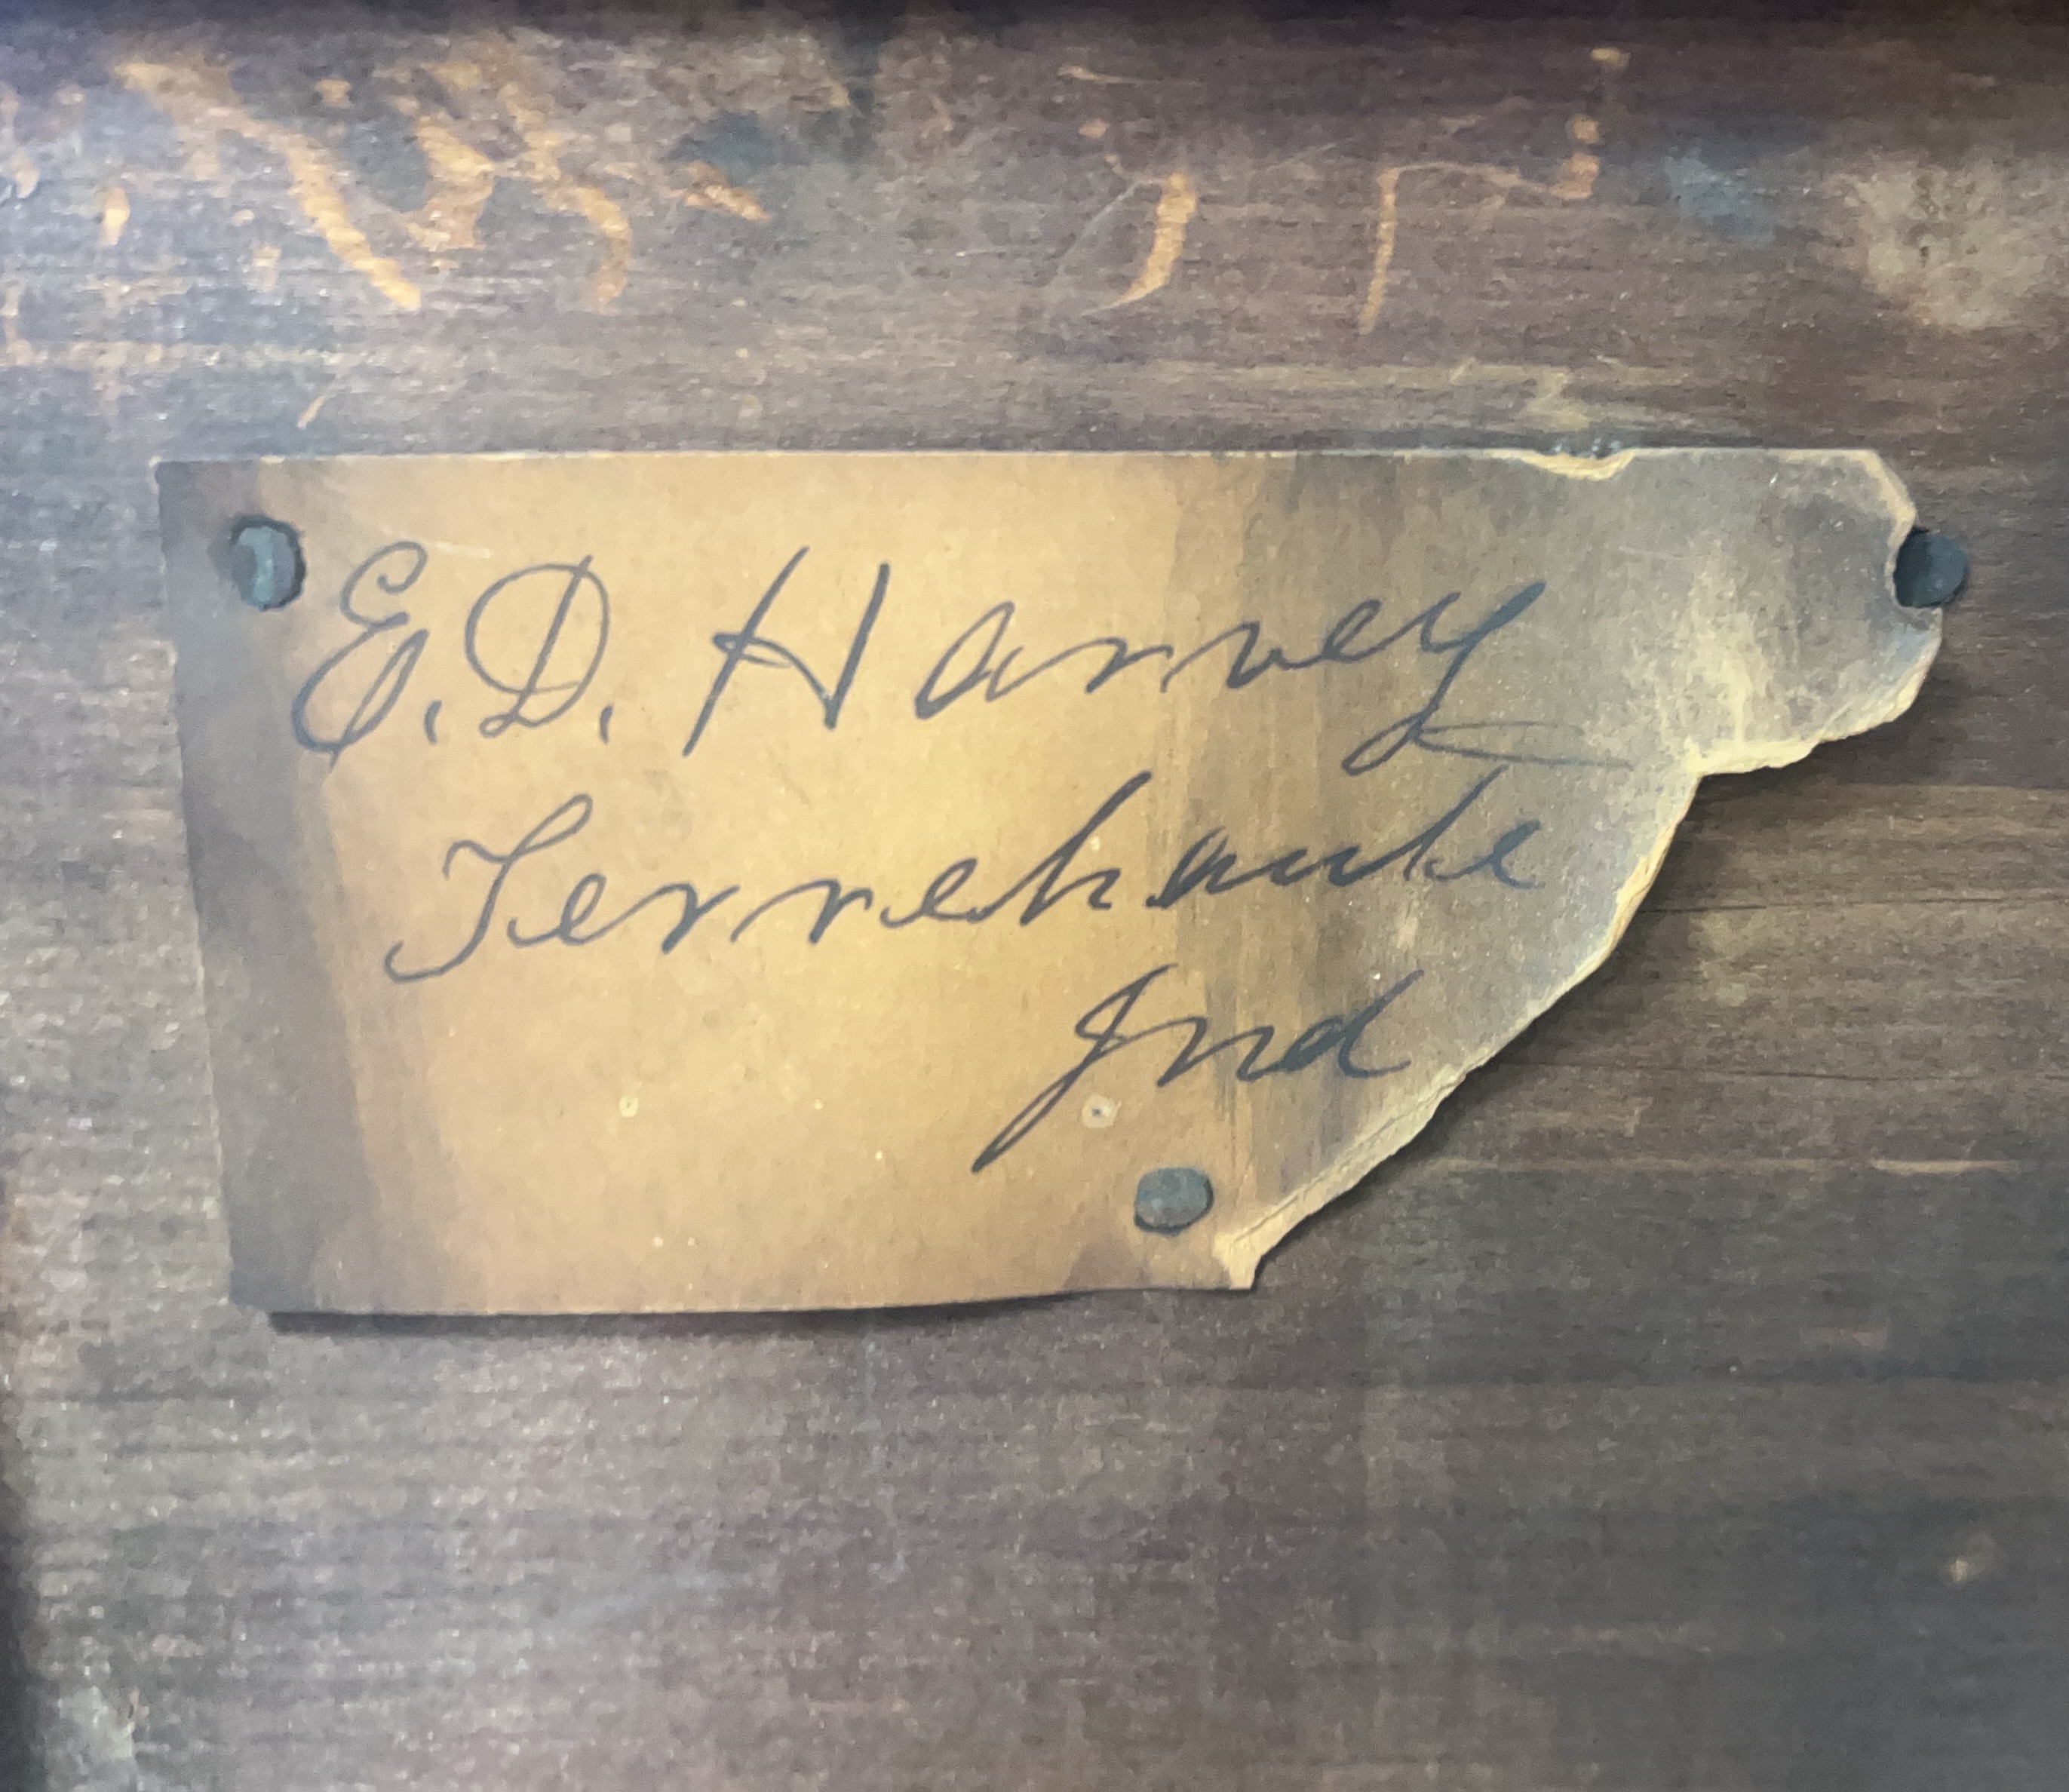 E. D. Harvey
Terrehaute
Ind